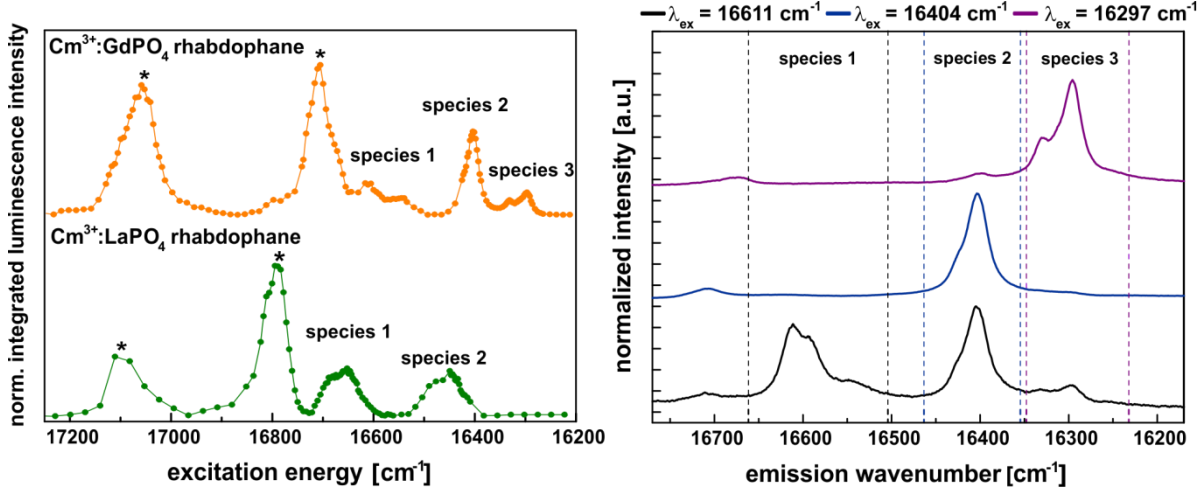 norm. integrated luminescence intensity
Cm³⁺:GdPO₄ rhabdophane
*
*
species 1
species 2
species 3
Cm³⁺:LaPO₄ rhabdophane
*
*
species 1
species 2
17200 17000 16800 16600 16400 16200
excitation energy [cm⁻¹]
λ_ex = 16611 cm⁻¹ λ_ex = 16404 cm⁻¹ λ_ex = 16297 cm⁻¹
normalized intensity [a.u.]
species 1 species 2 species 3
16700 16600 16500 16400 16300 16200
emission wavenumber [cm⁻¹]